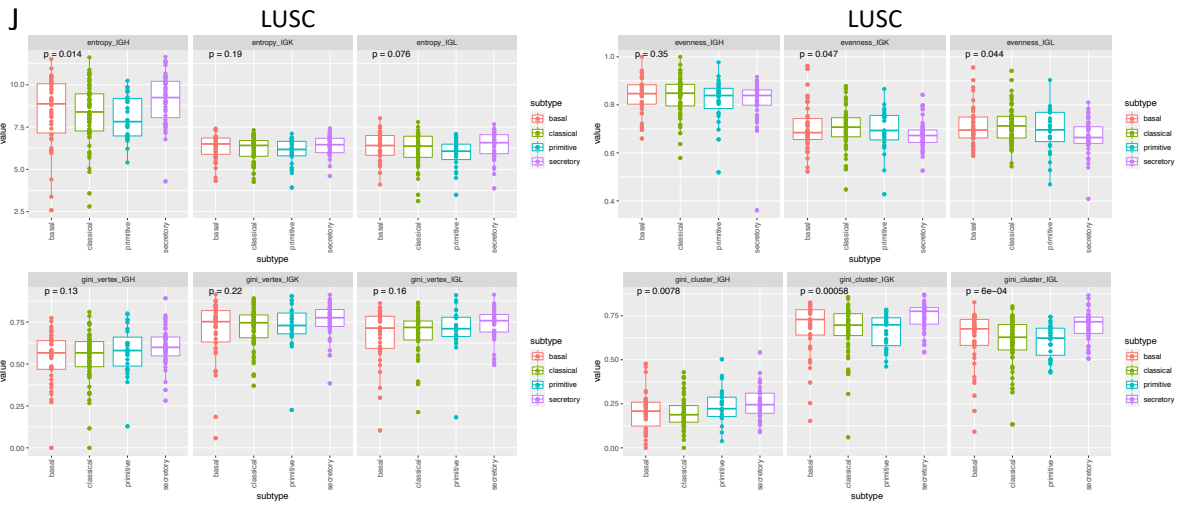 J
LUSC
entropy_IGH entropy_IGK entropy_IGL
p = 0.014 p = 0.19 p = 0.076
10.0
7.5
5.0
2.5
value
basal classical primitive secretory basal classical primitive secretory basal classical primitive secretory
subtype
subtype
basal
classical
primitive
secretory
LUSC
evenness_IGH evenness_IGK evenness_IGL
p = 0.35 p = 0.047 p = 0.044
1.0
0.8
0.6
0.4
value
basal classical primitive secretory basal classical primitive secretory basal classical primitive secretory
subtype
subtype
basal
classical
primitive
secretory
gini_vertex_IGH gini_vertex_IGK gini_vertex_IGL
p = 0.13 p = 0.22 p = 0.16
0.75
0.50
0.25
0.00
value
basal classical primitive secretory basal classical primitive secretory basal classical primitive secretory
subtype
subtype
basal
classical
primitive
secretory
gini_cluster_IGH gini_cluster_IGK gini_cluster_IGL
p = 0.0078 p = 0.00058 p = 6e−04
0.75
0.50
0.25
0.00
value
basal classical primitive secretory basal classical primitive secretory basal classical primitive secretory
subtype
subtype
basal
classical
primitive
secretory